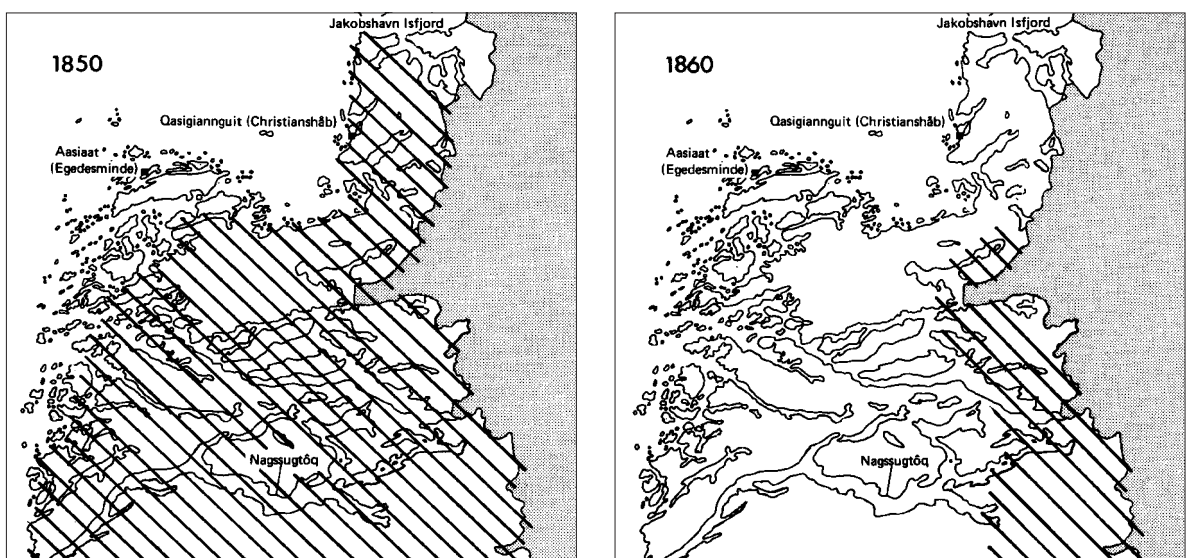 Jakobshavn Isfjord
1850
Qasigiannguit (Christianshåb)
Aasiaat
(Egedesminde)
Nagssugtôq
Jakobshavn Isfjord
1860
Qasigiannguit (Christianshåb)
Aasiaat
(Egedesminde)
Nagssugtôq